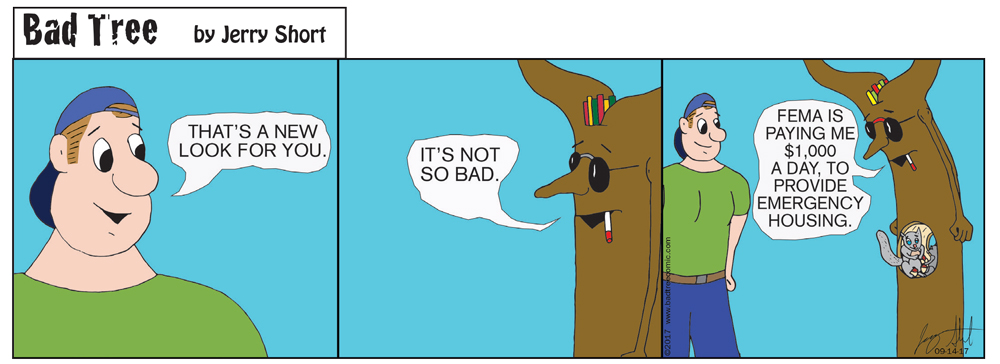 Bad Tree
by Jerry Short
THAT'S A NEW
LOOK FOR YOU.
IT'S NOT
SO BAD.
FEMA IS
PAYING ME
$1,000
A DAY, TO
PROVIDE
EMERGENCY
HOUSING.
©2017 www.badtreecomic.com
09-14-17